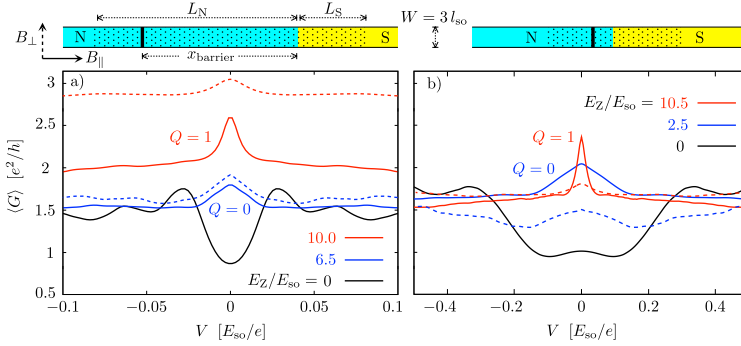 L_N L_S
W = 3 l_so
B_⊥ N S N S
B_∥ x_barrier
a) b)
E_Z/E_so = 10.5
2.5
0
Q = 1 Q = 1
Q = 0
Q = 0
10.0
6.5
E_Z/E_so = 0
⟨G⟩ [e²/h]
3
2.5
2
1.5
1
0.5
−0.1 −0.05 0 0.05 0.1 −0.4 −0.2 0 0.2 0.4
V [E_so/e] V [E_so/e]